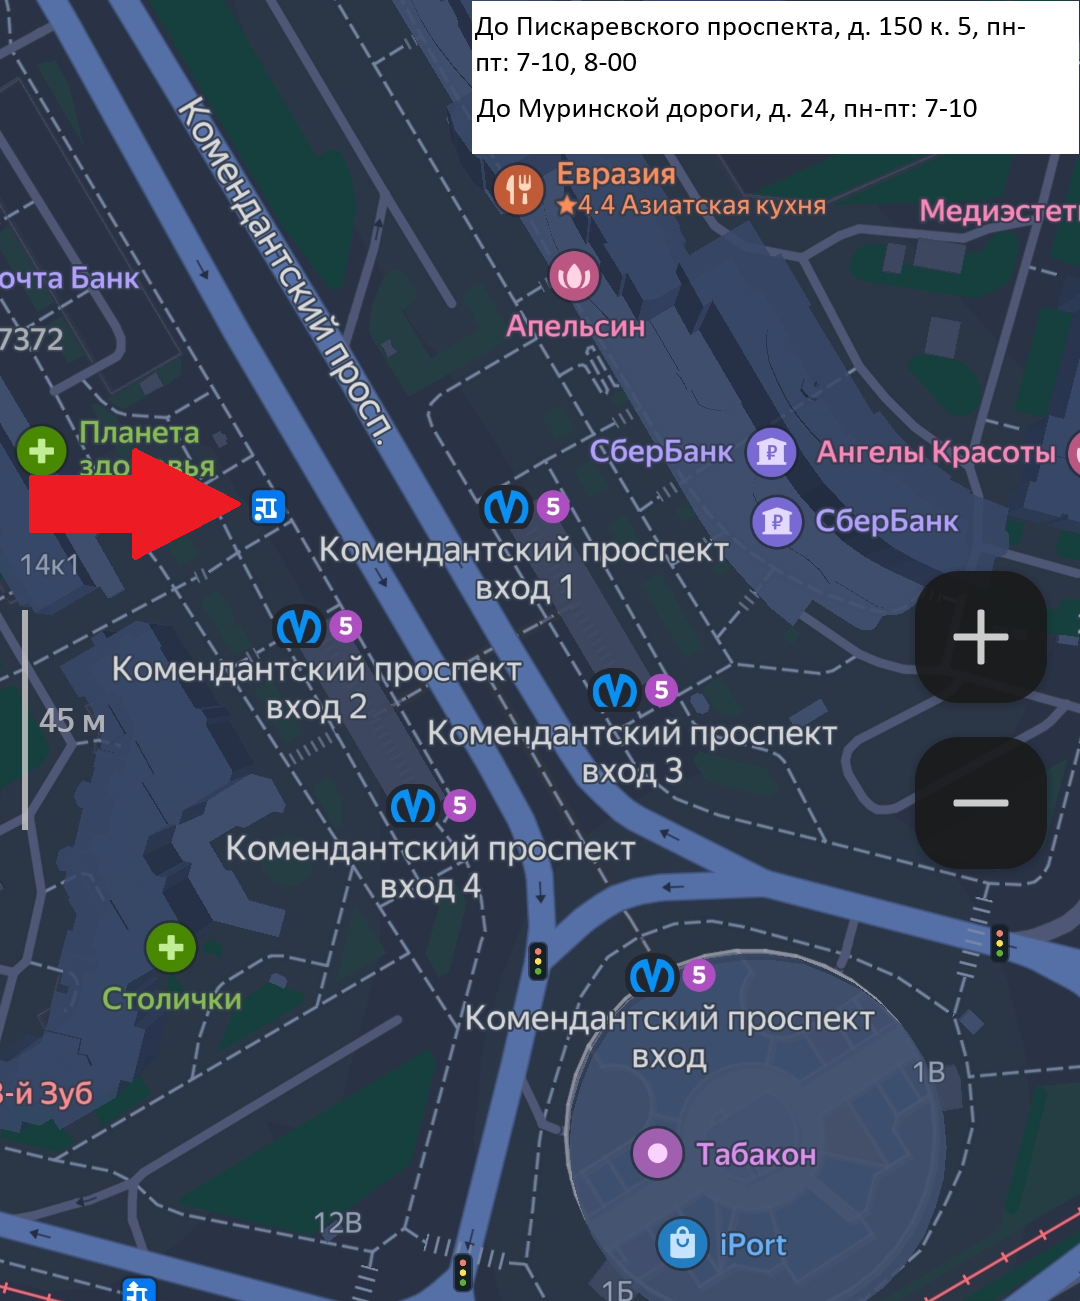 До Пискаревского проспекта, д. 150 к. 5, пн-
пт: 7-10, 8-00
До Муринской дороги, д. 24, пн-пт: 7-10
Комендантский просп.
Евразия
4.4 Азиатская кухня
Медиэстети
очта Банк
Апельсин
7372
Планета
здоровья
СберБанк
Ангелы Красоты
5
СберБанк
Комендантский проспект
вход 1
14к1
5
Комендантский проспект
вход 2
5
45 м
Комендантский проспект
вход 3
5
Комендантский проспект
вход 4
Столички
5
Комендантский проспект
вход
1В
3-й Зуб
Табакон
12В
iPort
1Б